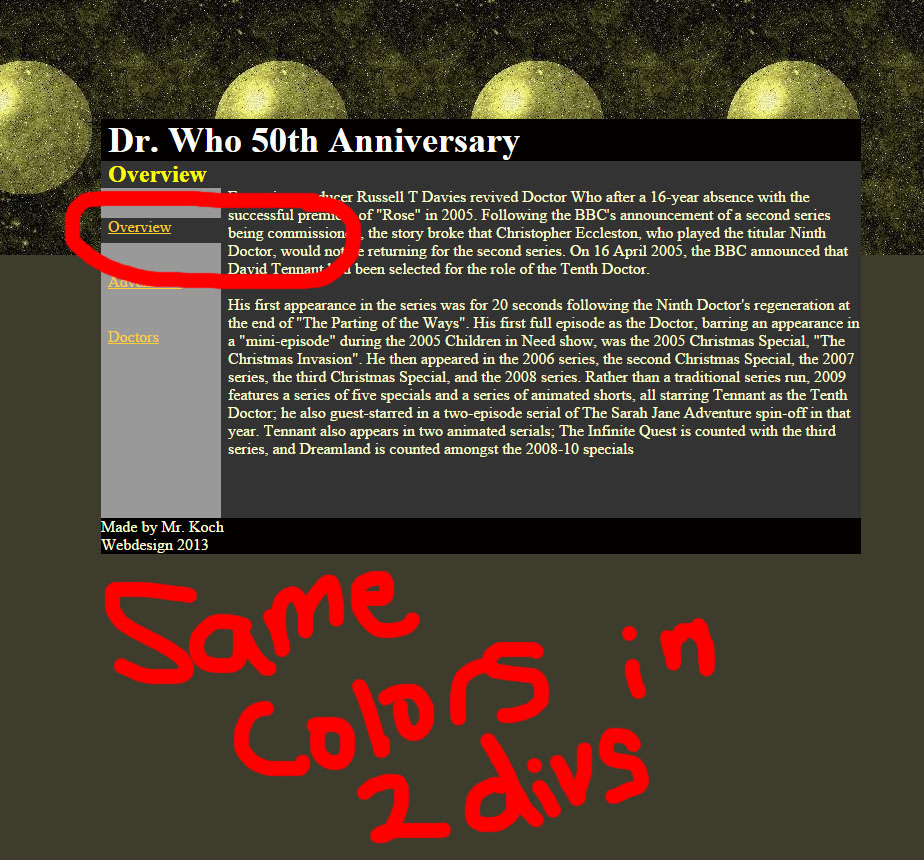 Dr. Who 50th Anniversary
Overview
Russell T Davies revived Doctor Who after a 16-year absence with the
successful of "Rose" in 2005. Following the BBC's announcement of a second series
being commissioned, the story broke that Christopher Eccleston, who played the titular Ninth
Overview
Doctor, would not be returning for the second series. On 16 April 2005, the BBC announced that
David Tennant had been selected for the role of the Tenth Doctor.
Doctors
His first appearance in the series was for 20 seconds following the Ninth Doctor's regeneration at
the end of "The Parting of the Ways". His first full episode as the Doctor, barring an appearance in
a "mini-episode" during the 2005 Children in Need show, was the 2005 Christmas Special, "The
Christmas Invasion". He then appeared in the 2006 series, the second Christmas Special, the 2007
series, the third Christmas Special, and the 2008 series. Rather than a traditional series run, 2009
features a series of five specials and a series of animated shorts, all starring Tennant as the Tenth
Doctor; he also guest-starred in a two-episode serial of The Sarah Jane Adventure spin-off in that
year. Tennant also appears in two animated serials; The Infinite Quest is counted with the third
series, and Dreamland is counted amongst the 2008-10 specials
Made by Mr. Koch
Webdesign 2013
Same
Colors in
2 divs